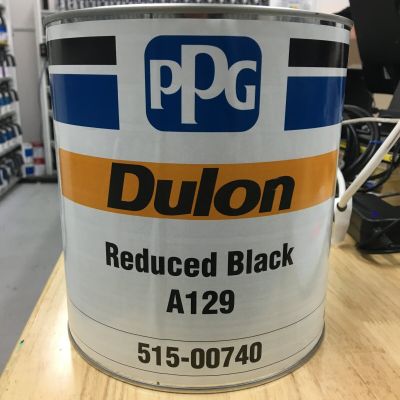 PPG
Dulon
Reduced Black
A129
515-00740